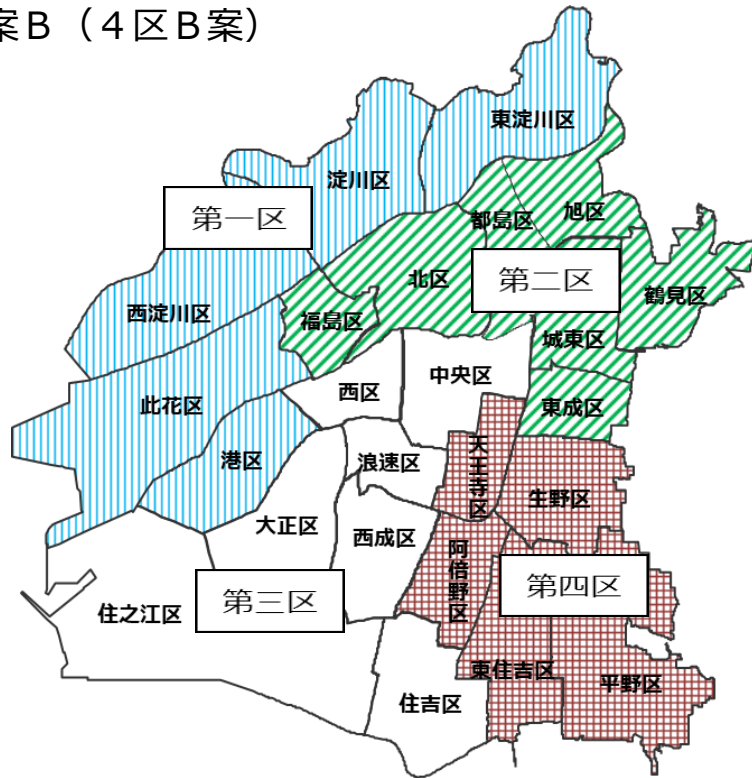 案Ｂ（４区Ｂ案）
東淀川区
淀川区
第一区
都島区
旭区
北区
第二区
鶴見区
西淀川区
福島区
城東区
中央区
西区
此花区
東成区
港区
浪速区
天王寺区
生野区
大正区
西成区
阿倍野区
第四区
第三区
住之江区
東住吉区
平野区
住吉区